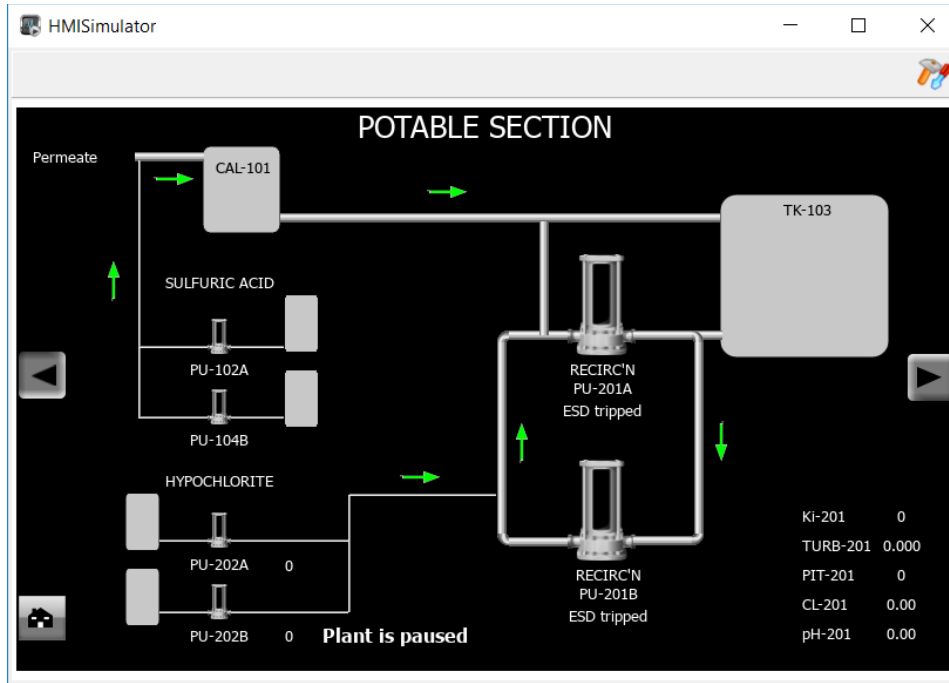 HMISimulator
POTABLE SECTION
Permeate
CAL-101
TK-103
SULFURIC ACID
PU-102A
PU-104B
RECIRC'N
PU-201A
ESD tripped
HYPOCHLORITE
PU-202A 0
PU-202B 0
Plant is paused
RECIRC'N
PU-201B
ESD tripped
Ki-201 0
TURB-201 0.000
PIT-201 0
CL-201 0.00
pH-201 0.00